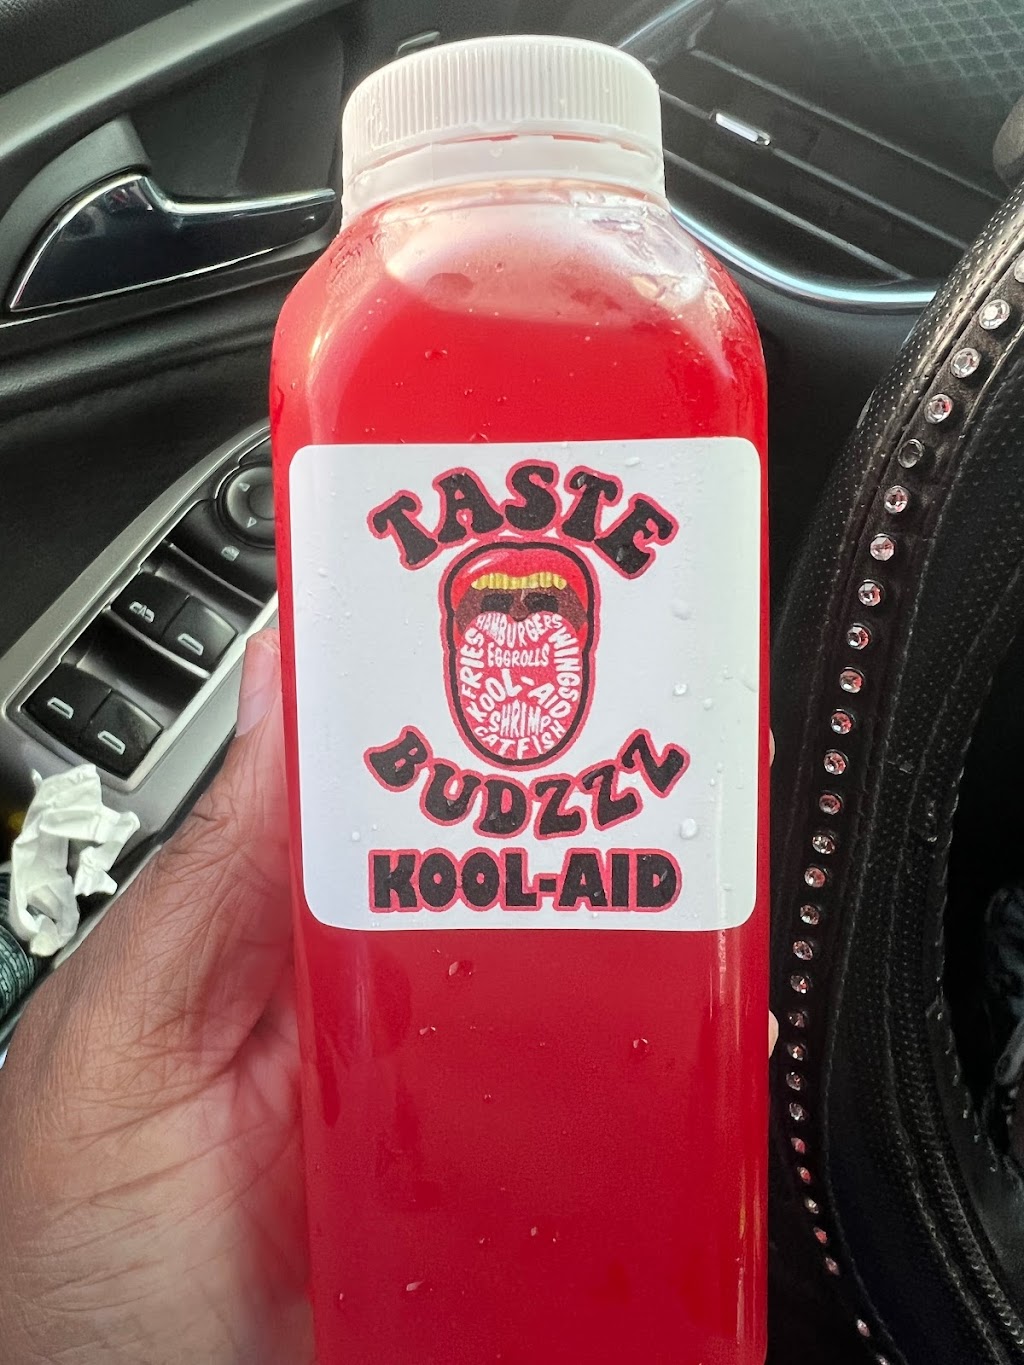 TASTE
HAMBURGERS
FRIES
WINGS
EGGROLLS
KOOL-AID
SHRIMP
CATFISH
BUDZZZ
KOOL-AID